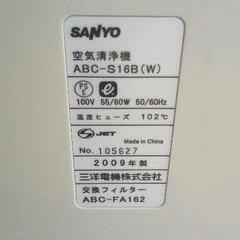 SANYO
空気清浄機
ABC-S16B(W)
PS
E
100V 55/60W 50/60Hz
温度ヒューズ 102℃
S JET
Made in China
No. 105627
2009年製
三洋電機株式会社
交換フィルター
ABC-FA162